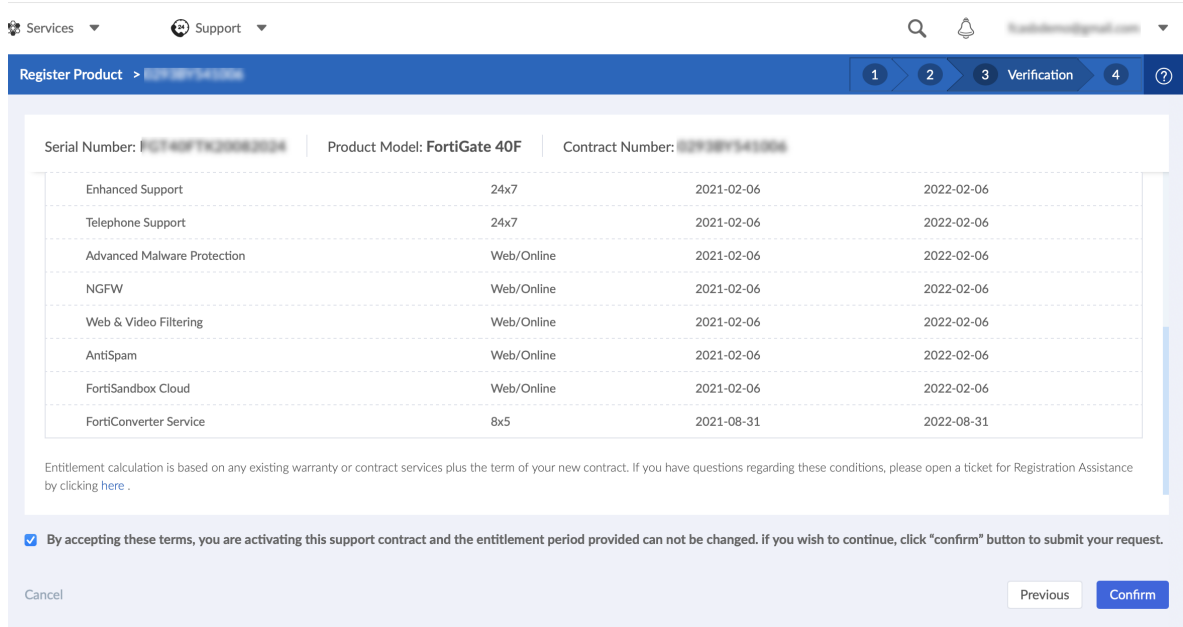 Services
24 Support
Register Product >
1 2 3 Verification 4 ?
Serial Number: Product Model: FortiGate 40F Contract Number:
Enhanced Support 24x7 2021-02-06 2022-02-06
Telephone Support 24x7 2021-02-06 2022-02-06
Advanced Malware Protection Web/Online 2021-02-06 2022-02-06
NGFW Web/Online 2021-02-06 2022-02-06
Web & Video Filtering Web/Online 2021-02-06 2022-02-06
AntiSpam Web/Online 2021-02-06 2022-02-06
FortiSandbox Cloud Web/Online 2021-02-06 2022-02-06
FortiConverter Service 8x5 2021-08-31 2022-08-31
Entitlement calculation is based on any existing warranty or contract services plus the term of your new contract. If you have questions regarding these conditions, please open a ticket for Registration Assistance
by clicking here .
By accepting these terms, you are activating this support contract and the entitlement period provided can not be changed. if you wish to continue, click “confirm” button to submit your request.
Cancel Previous Confirm